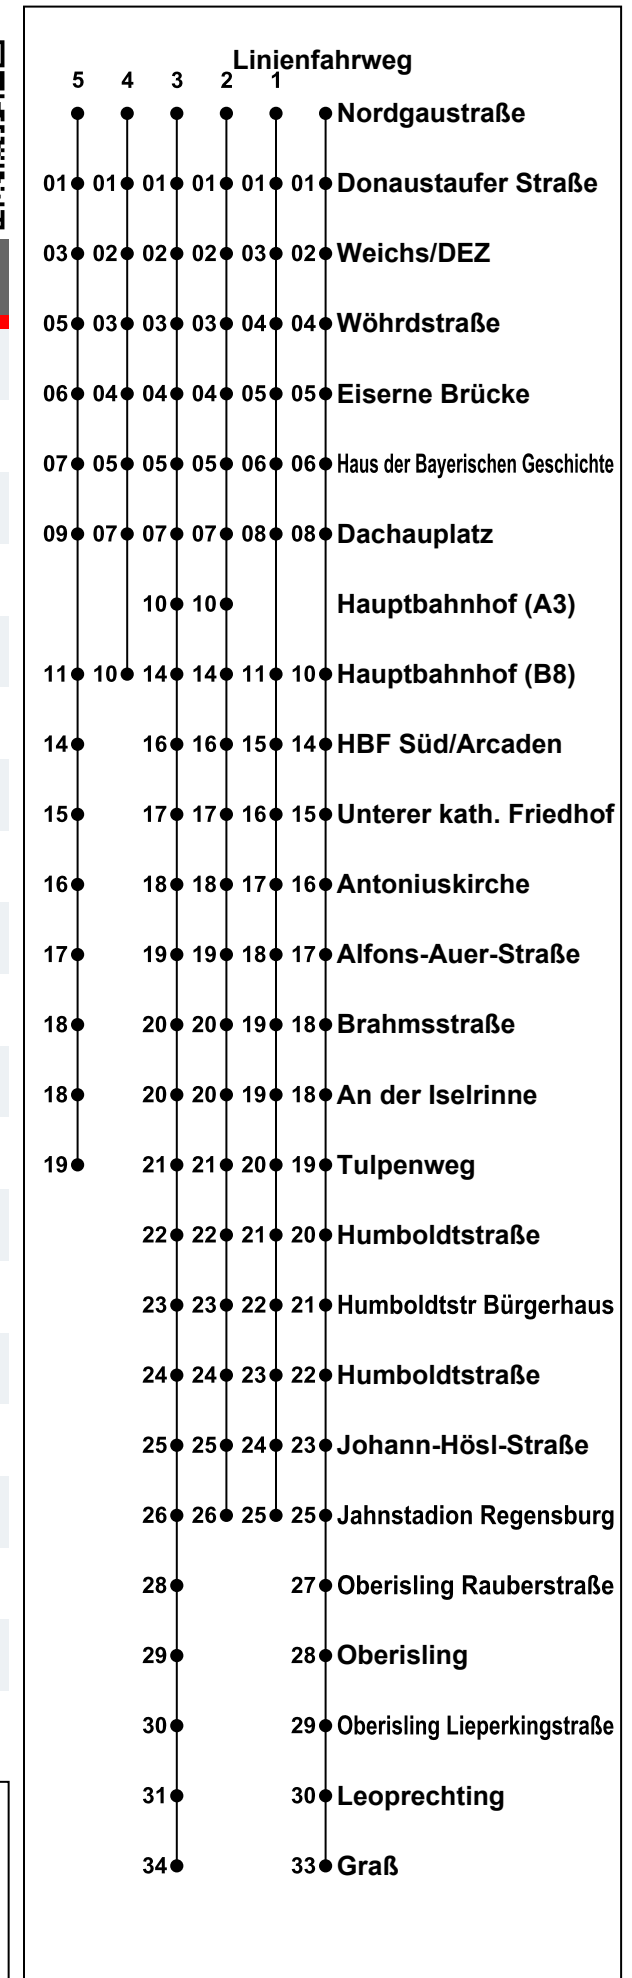 Linienfahrweg
5 4 3 2 1
Nordgaustraße
01 01 01 01 01 01 Donaustaufer Straße
03 02 02 02 03 02 Weichs/DEZ
05 03 03 03 04 04 Wöhrdstraße
06 04 04 04 05 05 Eiserne Brücke
07 05 05 05 06 06 Haus der Bayerischen Geschichte
09 07 07 07 08 08 Dachauplatz
10 10 Hauptbahnhof (A3)
11 10 14 14 11 10 Hauptbahnhof (B8)
14 16 16 15 14 HBF Süd/Arcaden
15 17 17 16 15 Unterer kath. Friedhof
16 18 18 17 16 Antoniuskirche
17 19 19 18 17 Alfons-Auer-Straße
18 20 20 19 18 Brahmsstraße
18 20 20 19 18 An der Iselrinne
19 21 21 20 19 Tulpenweg
22 22 21 20 Humboldtstraße
23 23 22 21 Humboldtstr Bürgerhaus
24 24 23 22 Humboldtstraße
25 25 24 23 Johann-Hösl-Straße
26 26 25 25 Jahnstadion Regensburg
28 27 Oberisling Rauberstraße
29 28 Oberisling
30 29 Oberisling Lieperkingstraße
31 30 Leoprechting
34 33 Graß